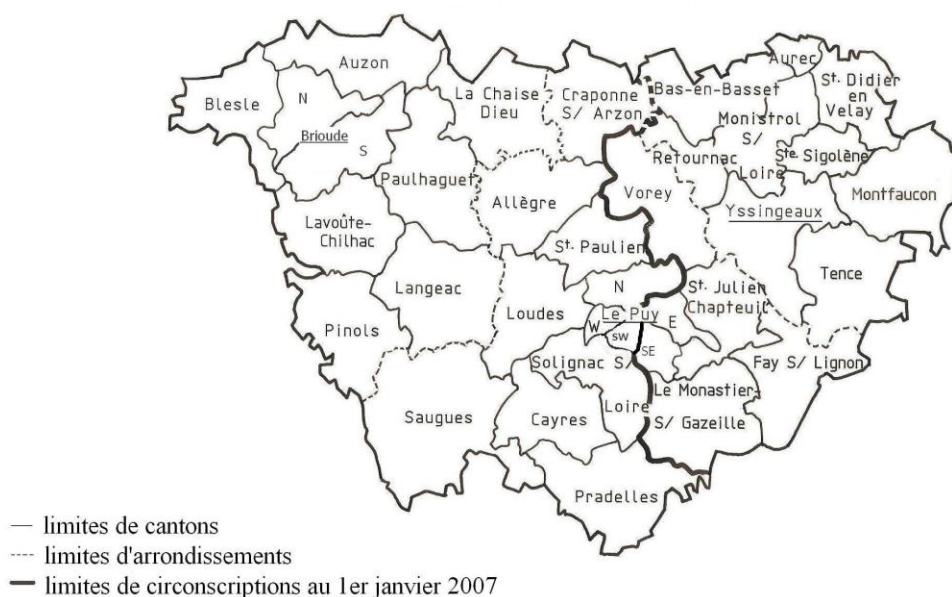 Auzon
Blesle
N
Brioude
S
La Chaise
Dieu
Craponne
S/ Arzon
Bas-en-Basset
Aurec
St. Didier
en
Velay
Monistrol
S/
Loire
Ste. Sigolène
Retournac
Montfaucon
Yssingeaux
Paulhaguet
Allègre
Vorey
Lavoûte-
Chilhac
St. Paulien
Langeac
Loudes
N
St. Julien
Chapteuil
Tence
Pinols
Le Puy
W
SW
SE
E
Solignac S/
Loire
Fay S/ Lignon
Le Monastier-
S/ Gazeille
Saugues
Cayres
Pradelles
limites de cantons
limites d'arrondissements
limites de circonscriptions au 1er janvier 2007